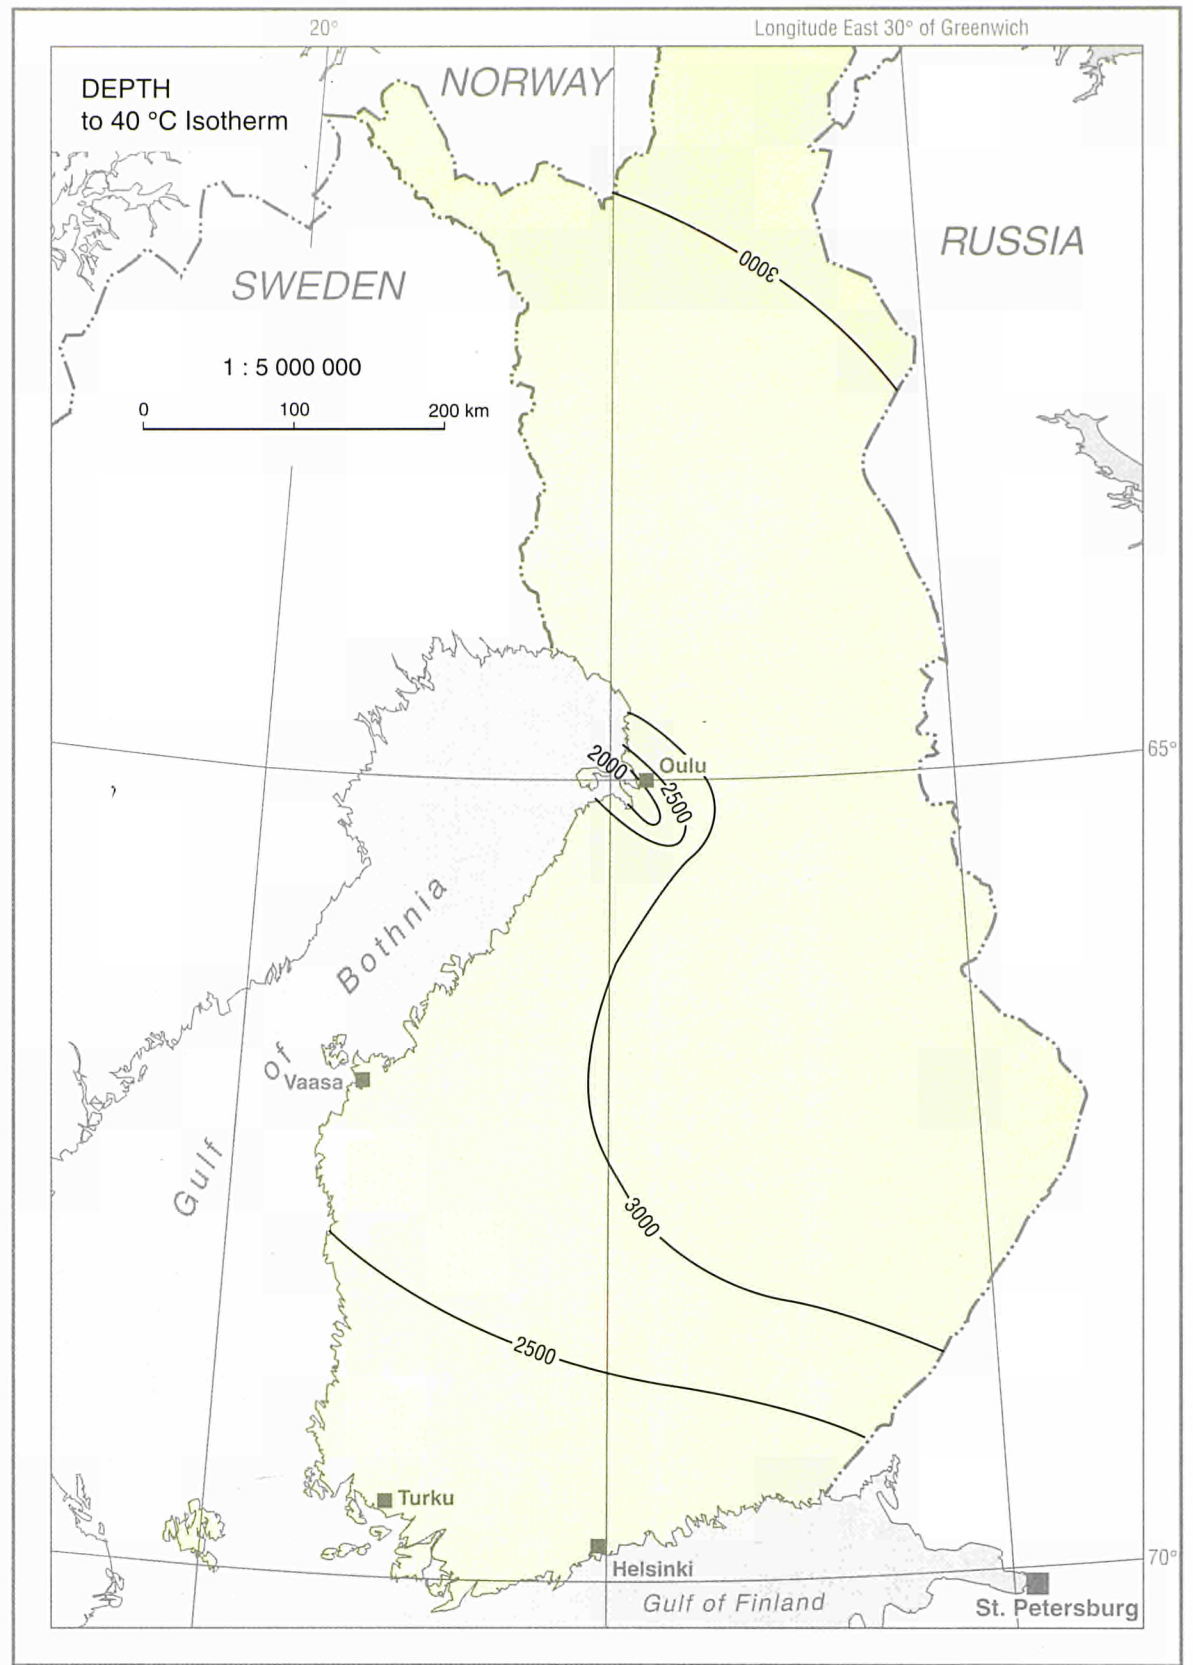 20°
Longitude East 30° of Greenwich
DEPTH
to 40 °C Isotherm
NORWAY
RUSSIA
3000
SWEDEN
1 : 5 000 000
0 100 200 km
65°
2000
Oulu
2500
Gulf of Bothnia
Vaasa
3000
2500
Turku
Helsinki
70°
Gulf of Finland
St. Petersburg